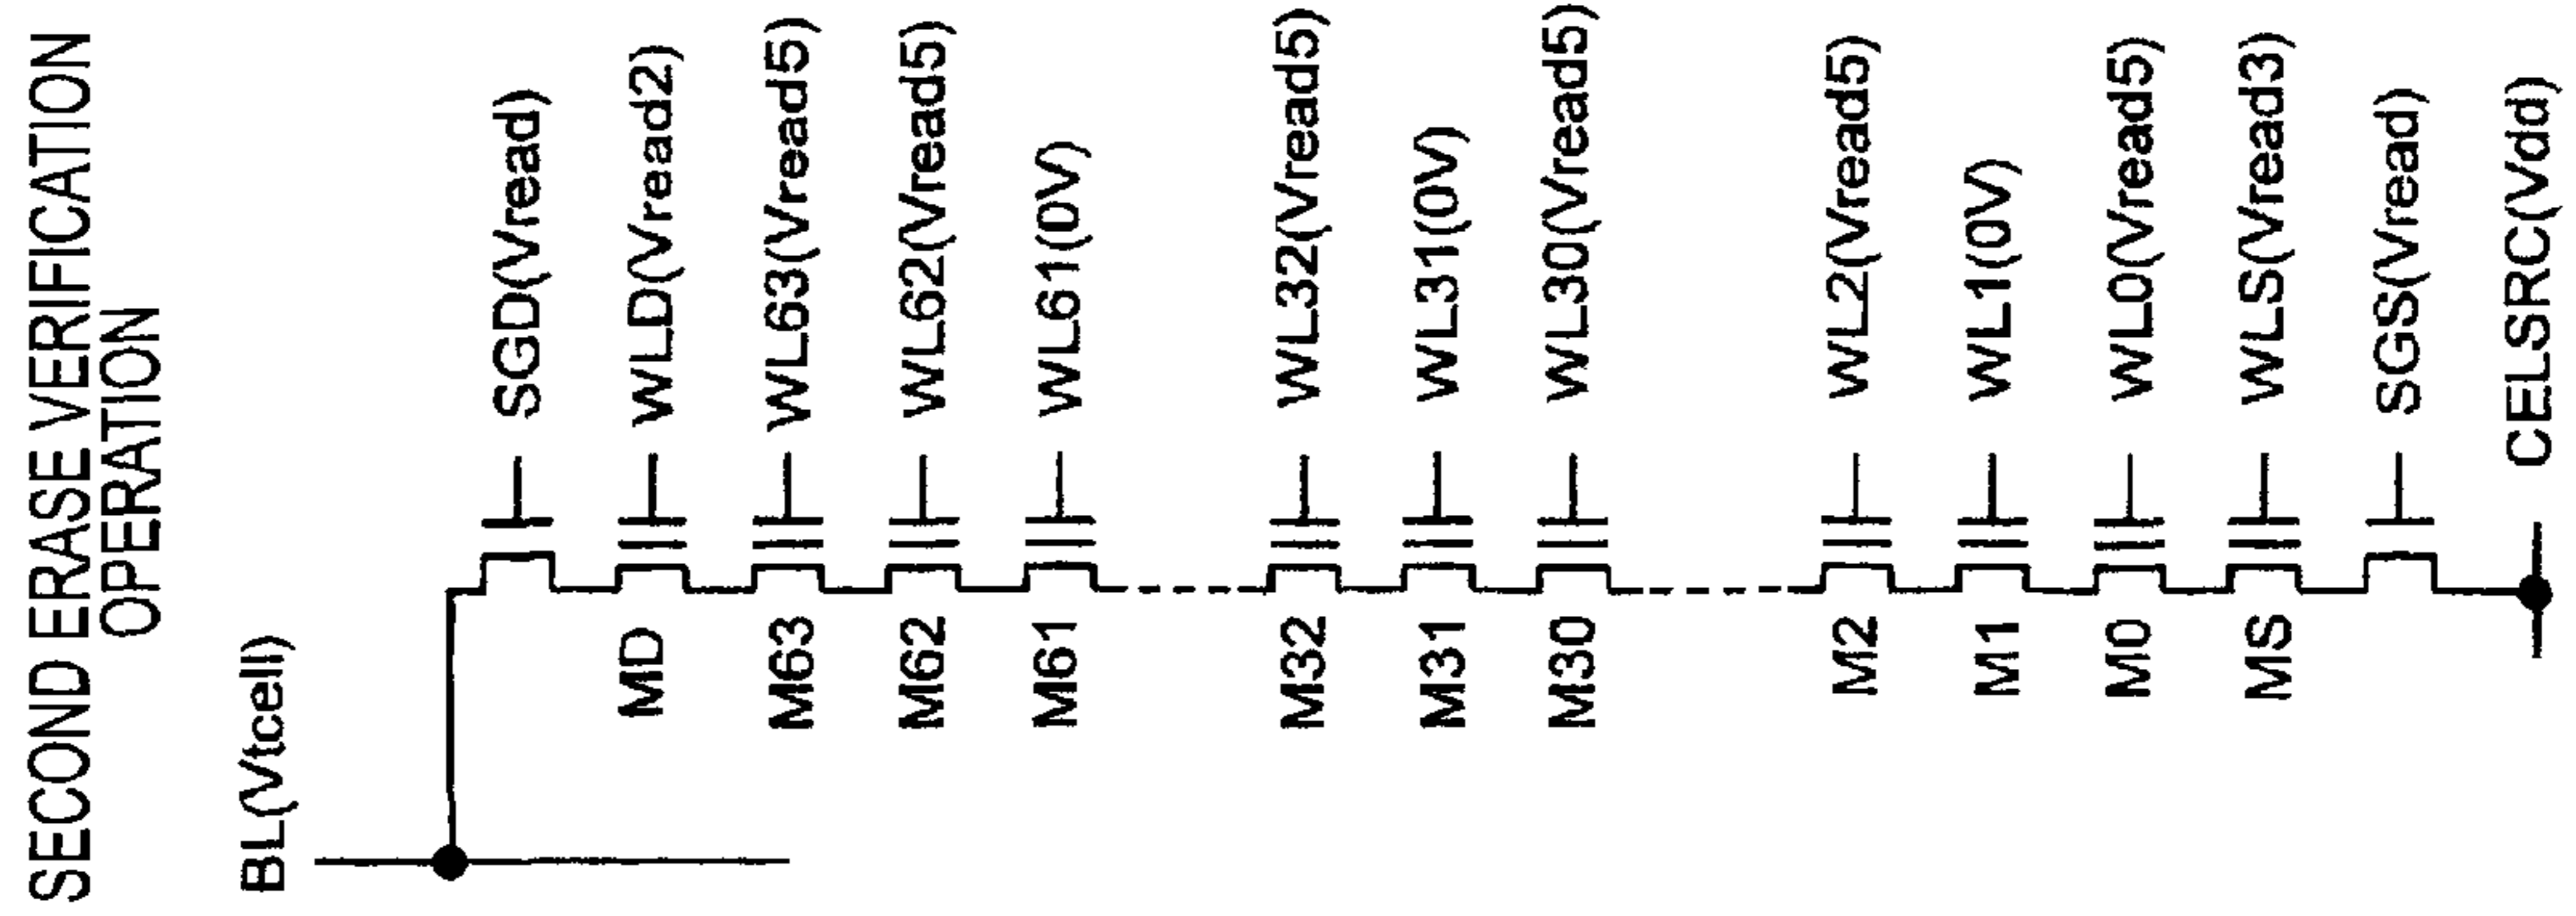 SECOND ERASE VERIFICATION
OPERATION
BL(Vtcell)
SGD(Vread)
MD
WLD(Vread2)
M63
WL63(Vread5)
M62
WL62(Vread5)
M61
WL61(0V)
M32
WL32(Vread5)
M31
WL31(0V)
M30
WL30(Vread5)
M2
WL2(Vread5)
M1
WL1(0V)
M0
WL0(Vread5)
MS
WLS(Vread3)
SGS(Vread)
CELSRC(Vdd)